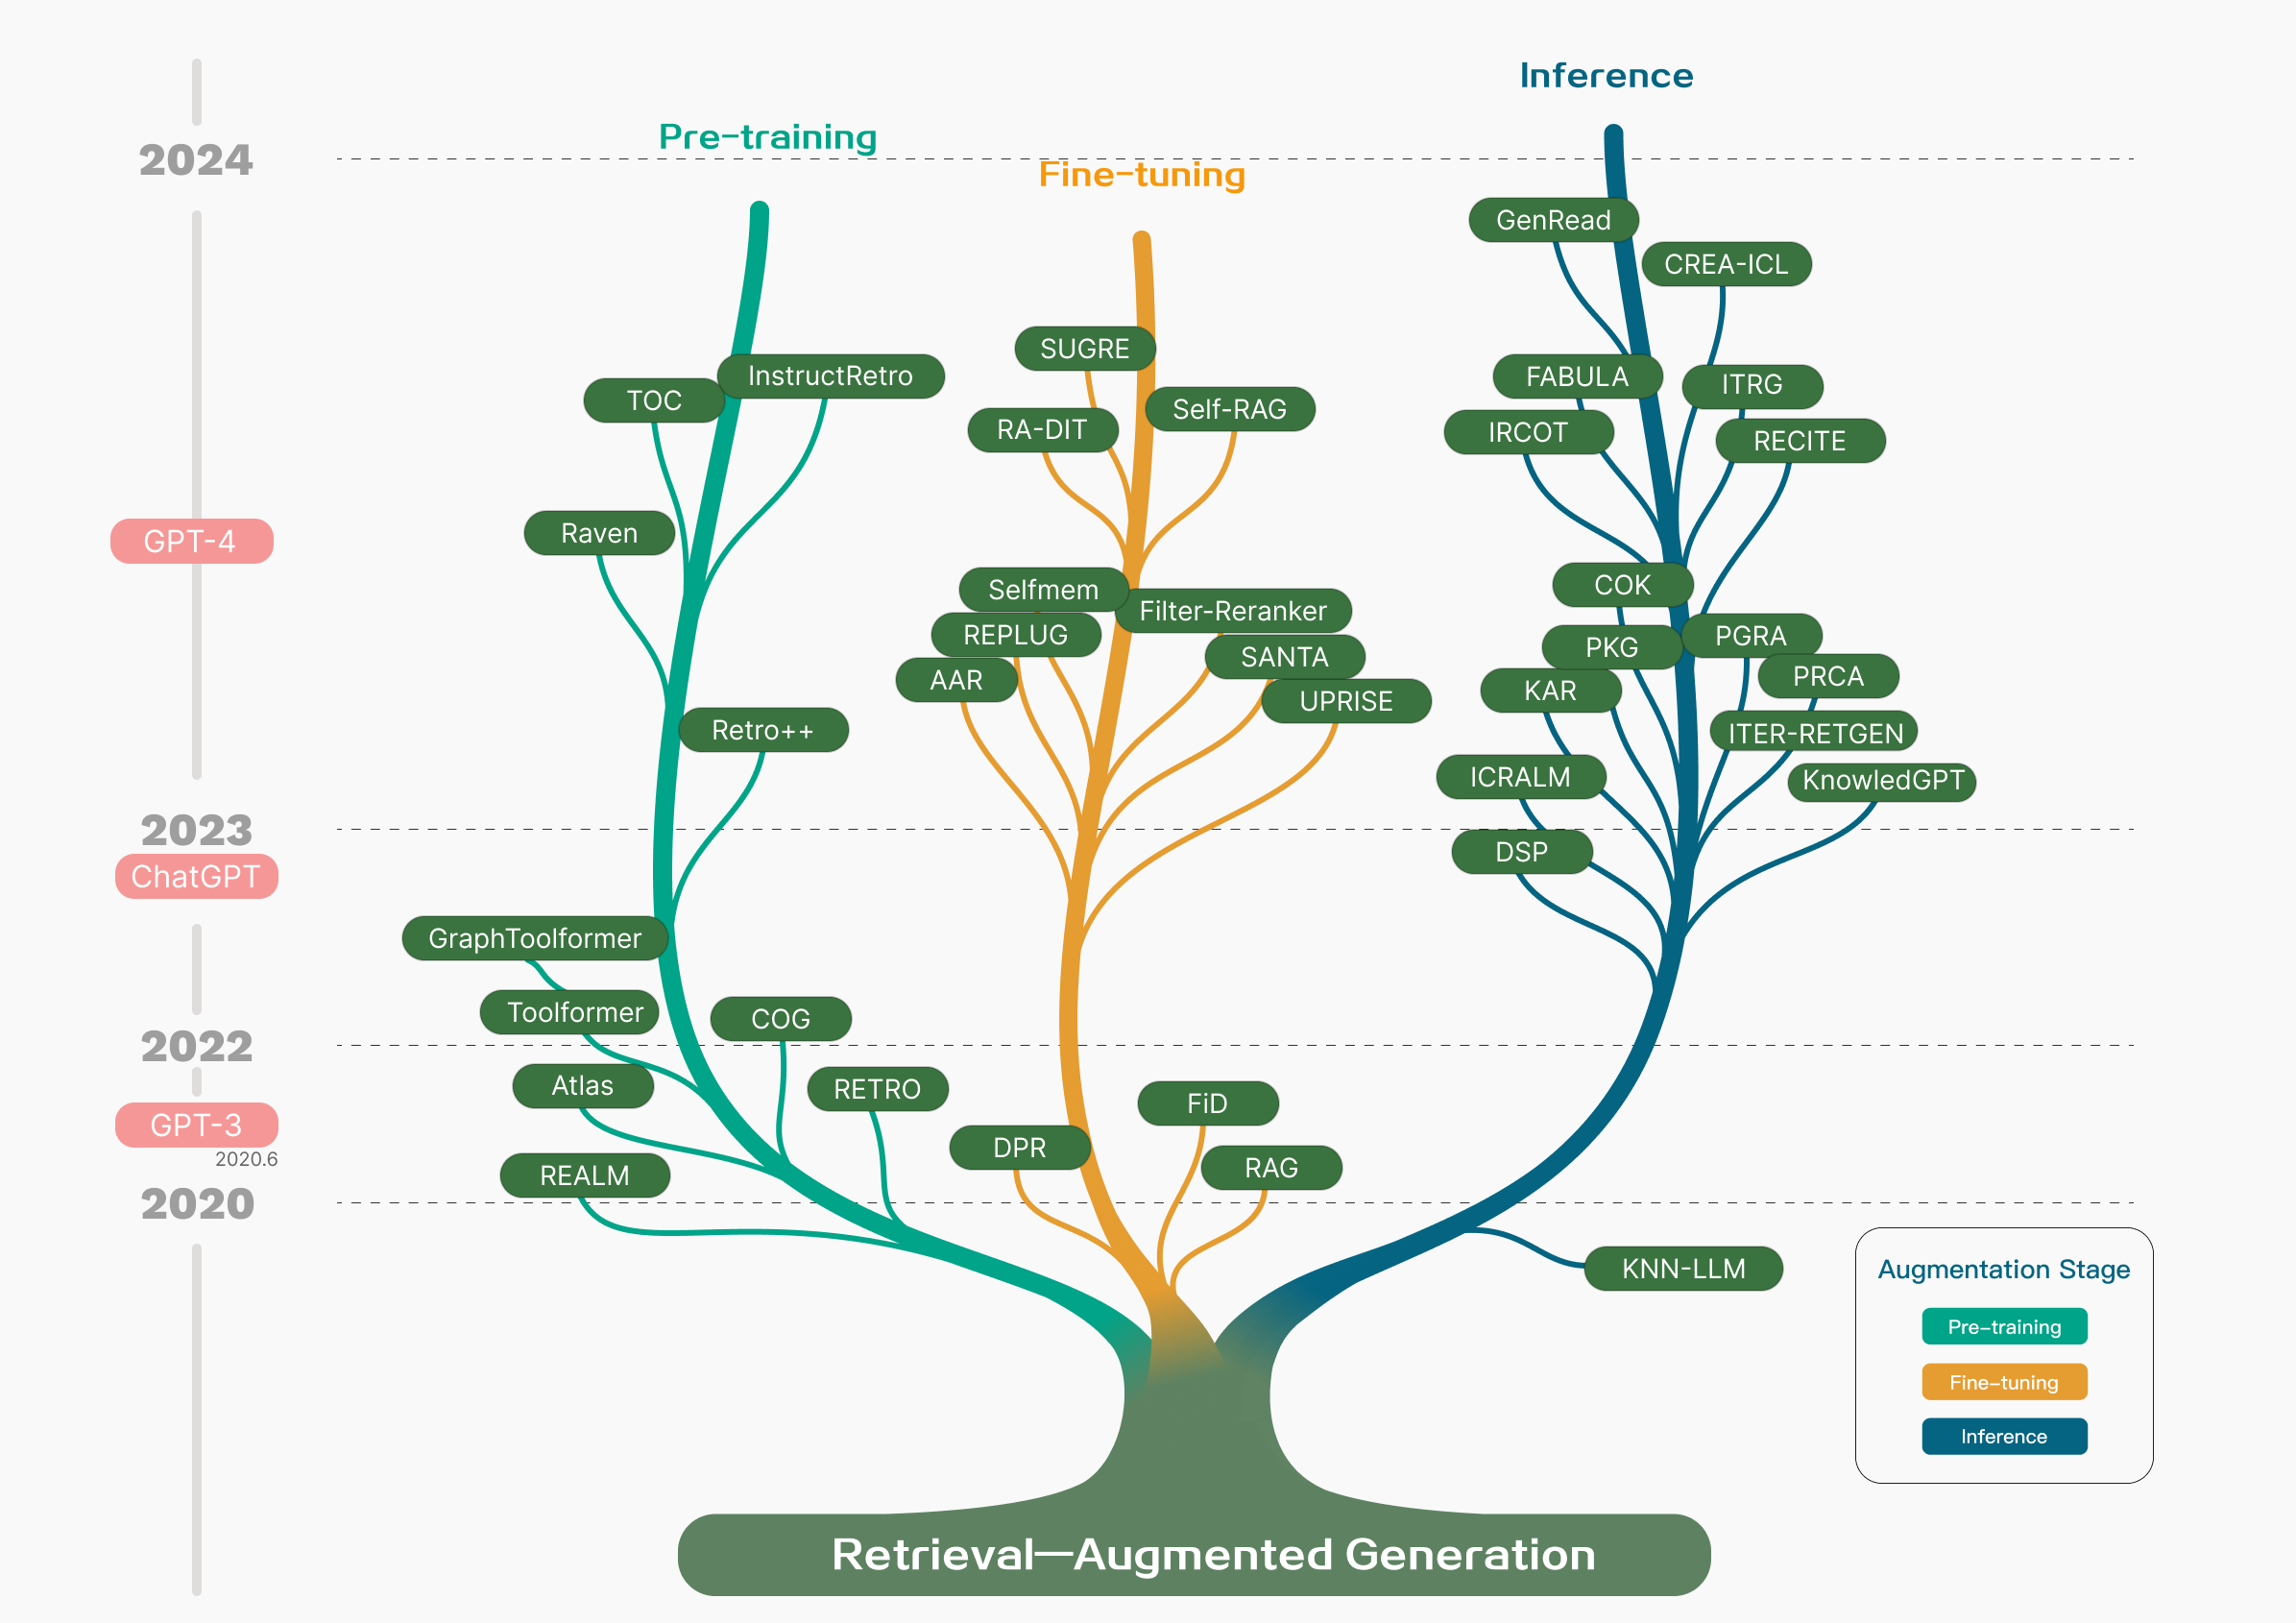 Inference
Pre-training
2024
Fine-tuning
GenRead
CREA-ICL
SUGRE
InstructRetro
FABULA
ITRG
TOC
Self-RAG
RA-DIT
IRCOT
RECITE
Raven
GPT-4
COK
Selfmem
Filter-Reranker
REPLUG
PGRA
PKG
SANTA
PRCA
AAR
KAR
UPRISE
Retro++
ITER-RETGEN
ICRALM
KnowledGPT
2023
DSP
ChatGPT
GraphToolformer
Toolformer
COG
2022
Atlas
RETRO
FiD
GPT-3
DPR
2020.6
RAG
REALM
2020
KNN-LLM
Augmentation Stage
Pre-training
Fine-tuning
Inference
Retrieval—Augmented Generation